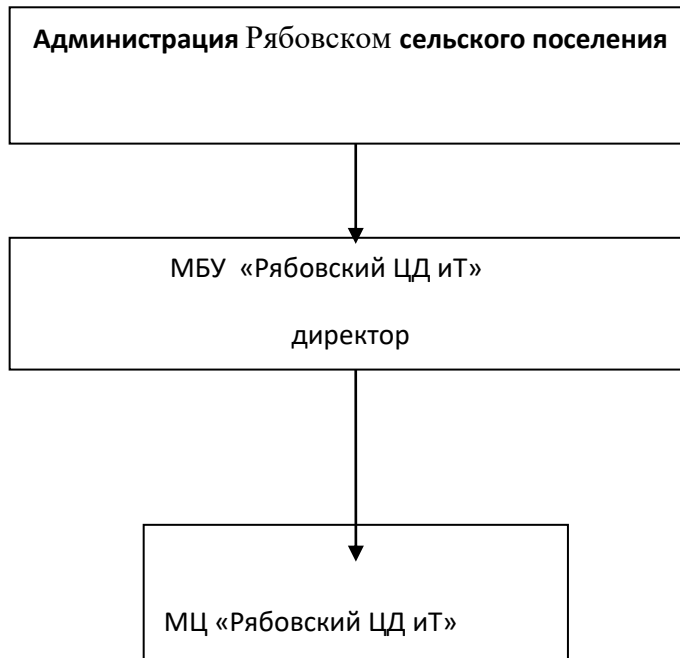 Администрация Рябовском сельского поселения
МБУ «Рябовский ЦД иТ»
директор
МЦ «Рябовский ЦД иТ»